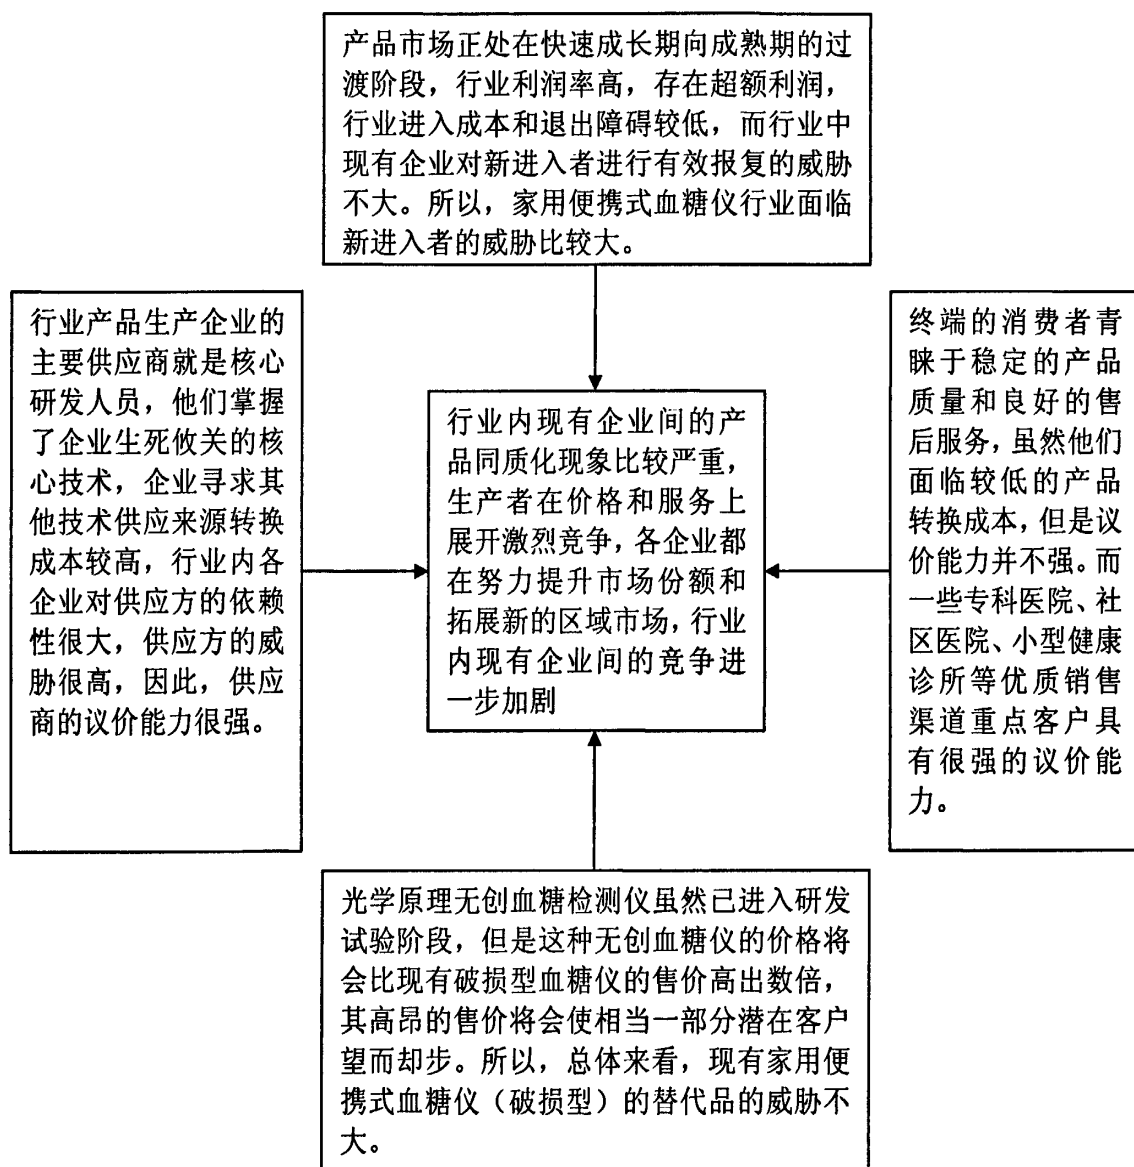 产品市场正处在快速成长期向成熟期的过
渡阶段，行业利润率高，存在超额利润，
行业进入成本和退出障碍较低，而行业中
现有企业对新进入者进行有效报复的威胁
不大。所以，家用便携式血糖仪行业面临
新进入者的威胁比较大。
行业产品生产企业的
主要供应商就是核心
研发人员，他们掌握
了企业生死攸关的核
心技术，企业寻求其
他技术供应来源转换
成本较高，行业内各
企业对供应方的依赖
性很大，供应方的威
胁很高，因此，供应
商的议价能力很强。
行业内现有企业间的产
品同质化现象比较严重，
生产者在价格和服务上
展开激烈竞争，各企业都
在努力提升市场份额和
拓展新的区域市场，行业
内现有企业间的竞争进
一步加剧
终端的消费者青
睐于稳定的产品
质量和良好的售
后服务，虽然他们
面临较低的产品
转换成本，但是议
价能力并不强。而
一些专科医院、社
区医院、小型健康
诊所等优质销售
渠道重点客户具
有很强的议价能
力。
光学原理无创血糖检测仪虽然已进入研发
试验阶段，但是这种无创血糖仪的价格将
会比现有破损型血糖仪的售价高出数倍，
其高昂的售价将会使相当一部分潜在客户
望而却步。所以，总体来看，现有家用便
携式血糖仪（破损型）的替代品的威胁不
大。